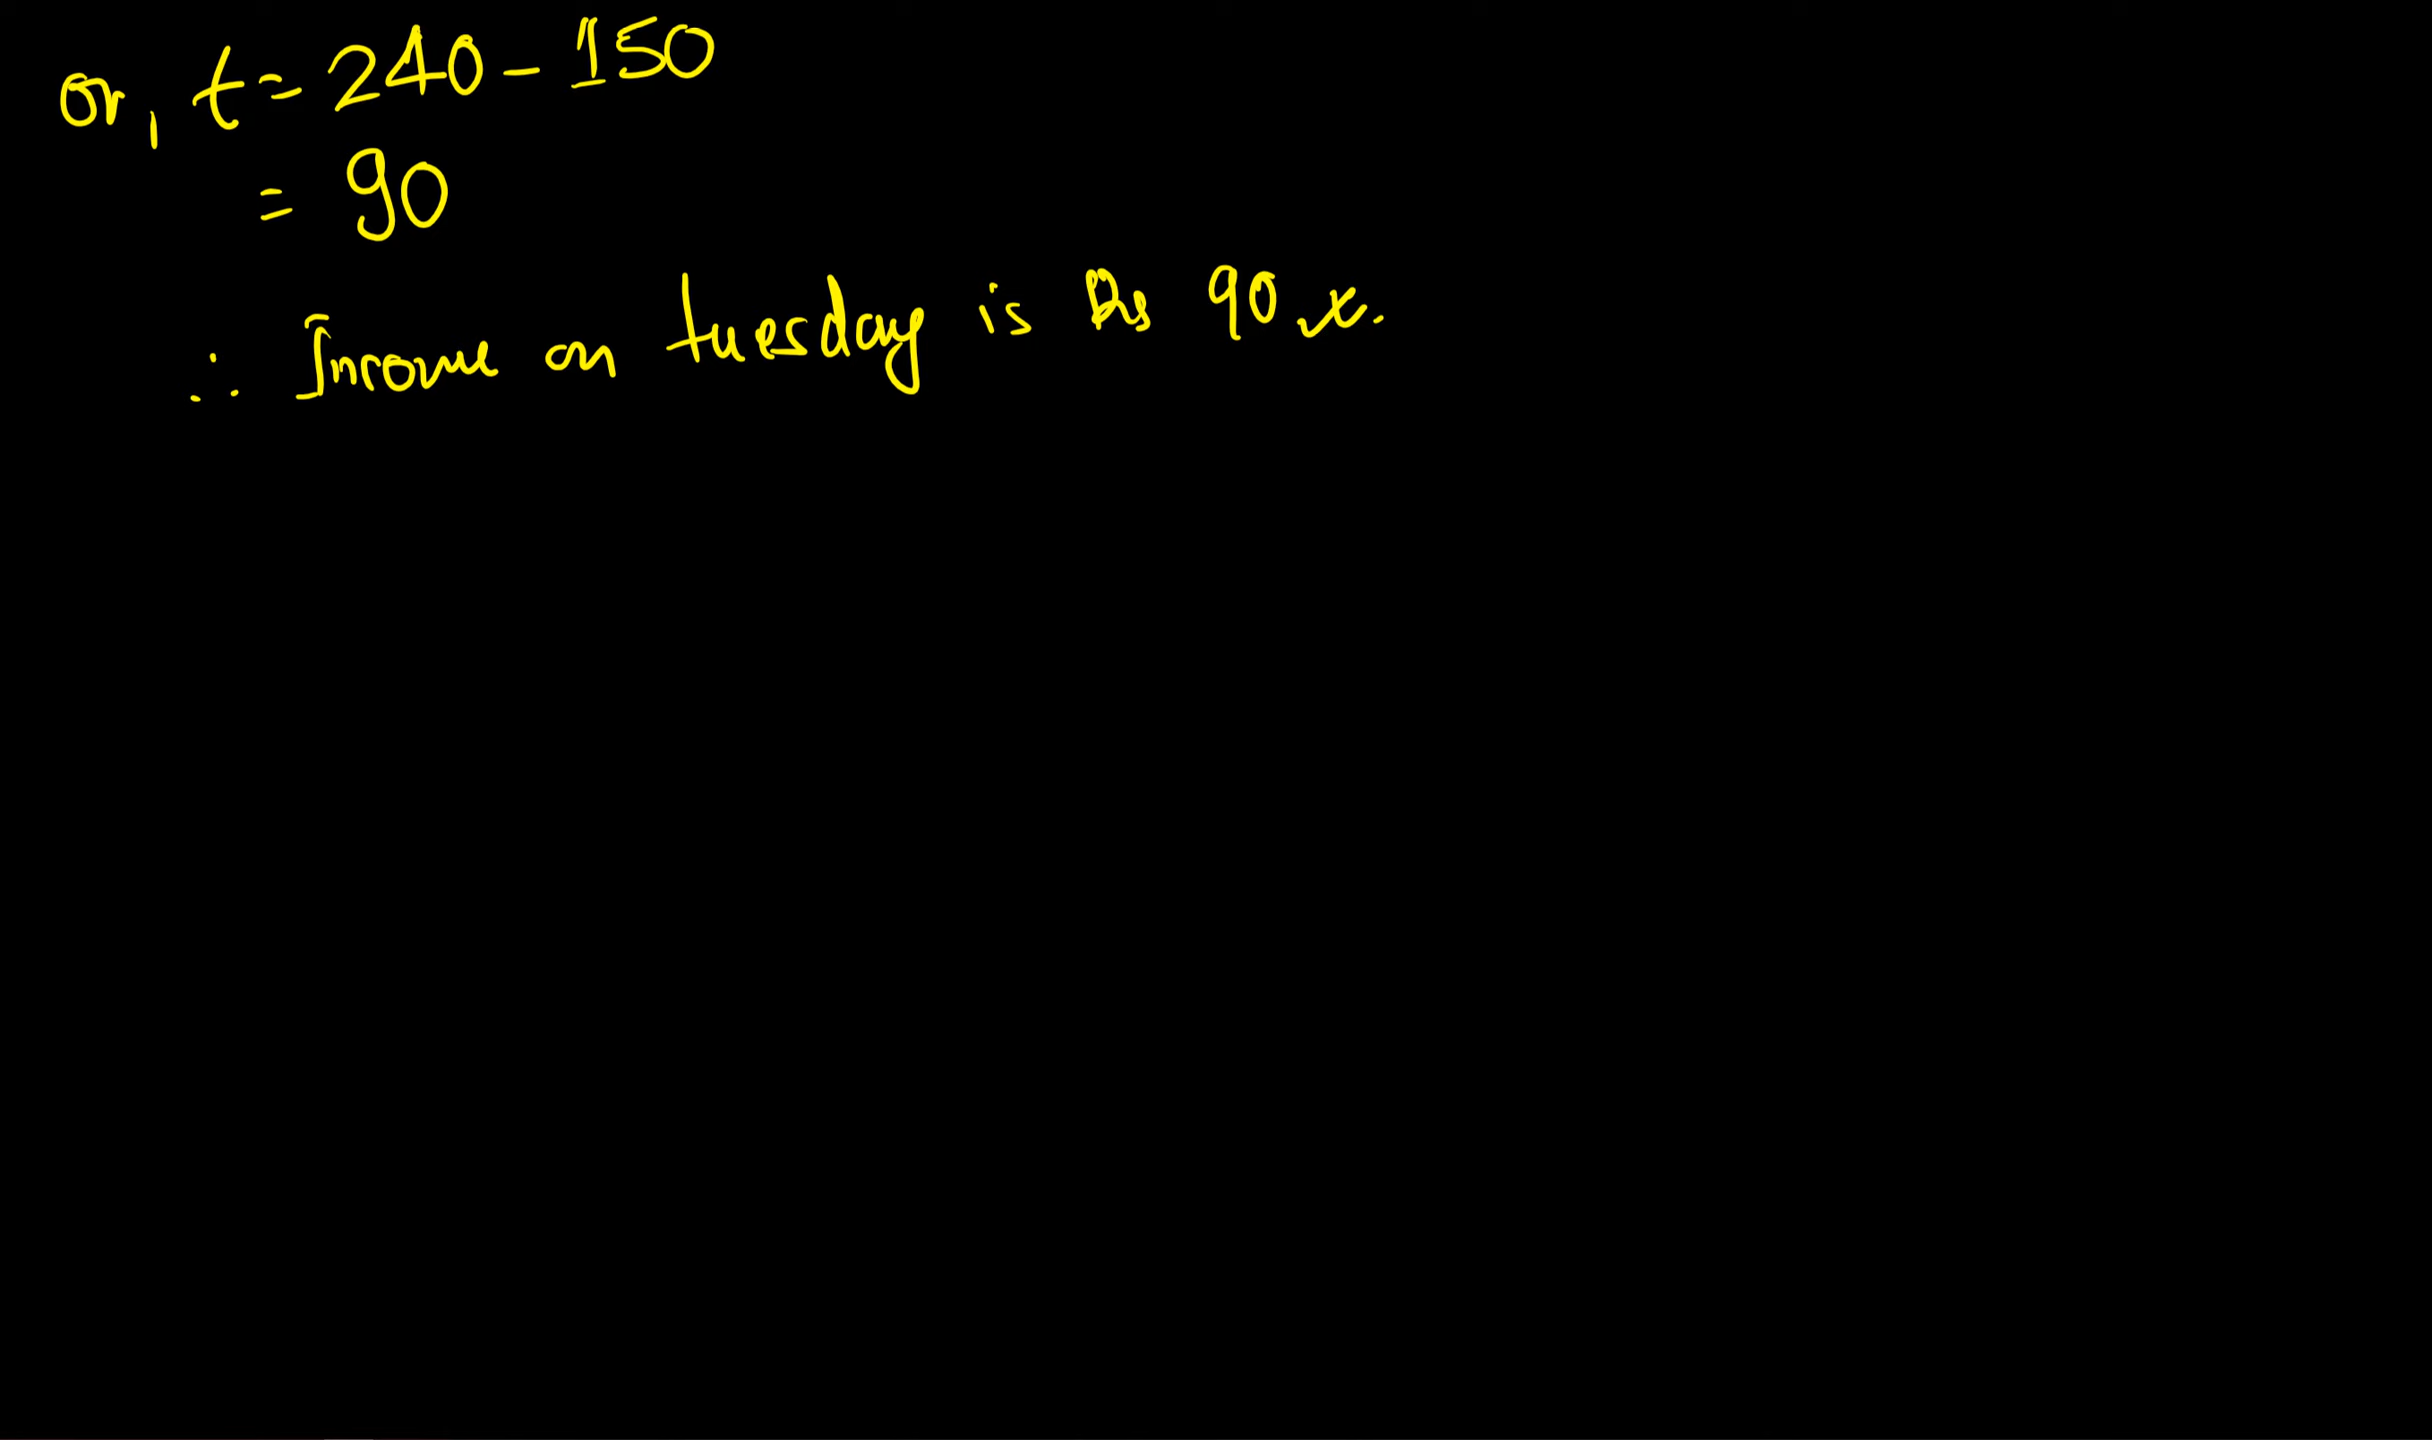 or, t = 240 - 150
= 90
∴ Income on tuesday is Rs 90